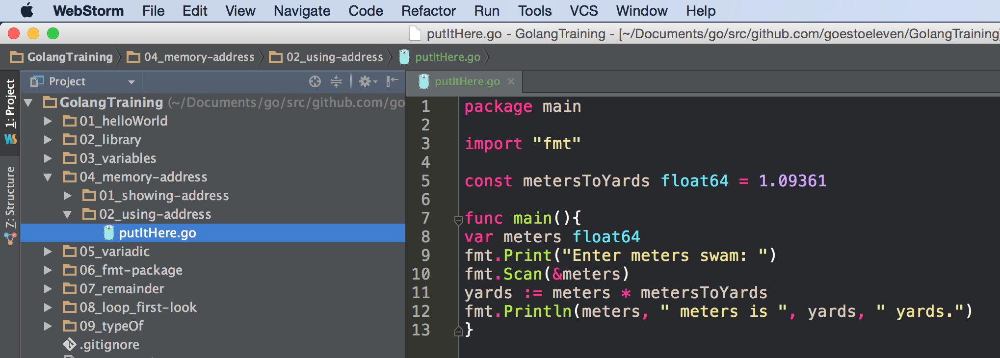 WebStorm File Edit View Navigate Code Refactor Run Tools VCS Window Help
putItHere.go - GolangTraining - [~/Documents/go/src/github.com/goestoeleven/GolangTraining]
GolangTraining 04_memory-address 02_using-address putItHere.go
1: Project
7: Structure
Project
GolangTraining (~/Documents/go/src/github.com/go
01_helloWorld
02_library
03_variables
04_memory-address
01_showing-address
02_using-address
putItHere.go
05_variadic
06_fmt-package
07_remainder
08_loop_first-look
09_typeOf
.gitignore
putItHere.go
1 package main
2
3 import "fmt"
4
5 const metersToYards float64 = 1.09361
6
7 func main(){
8 var meters float64
9 fmt.Print("Enter meters swam: ")
10 fmt.Scan(&meters)
11 yards := meters * metersToYards
12 fmt.Println(meters, " meters is ", yards, " yards.")
13 }